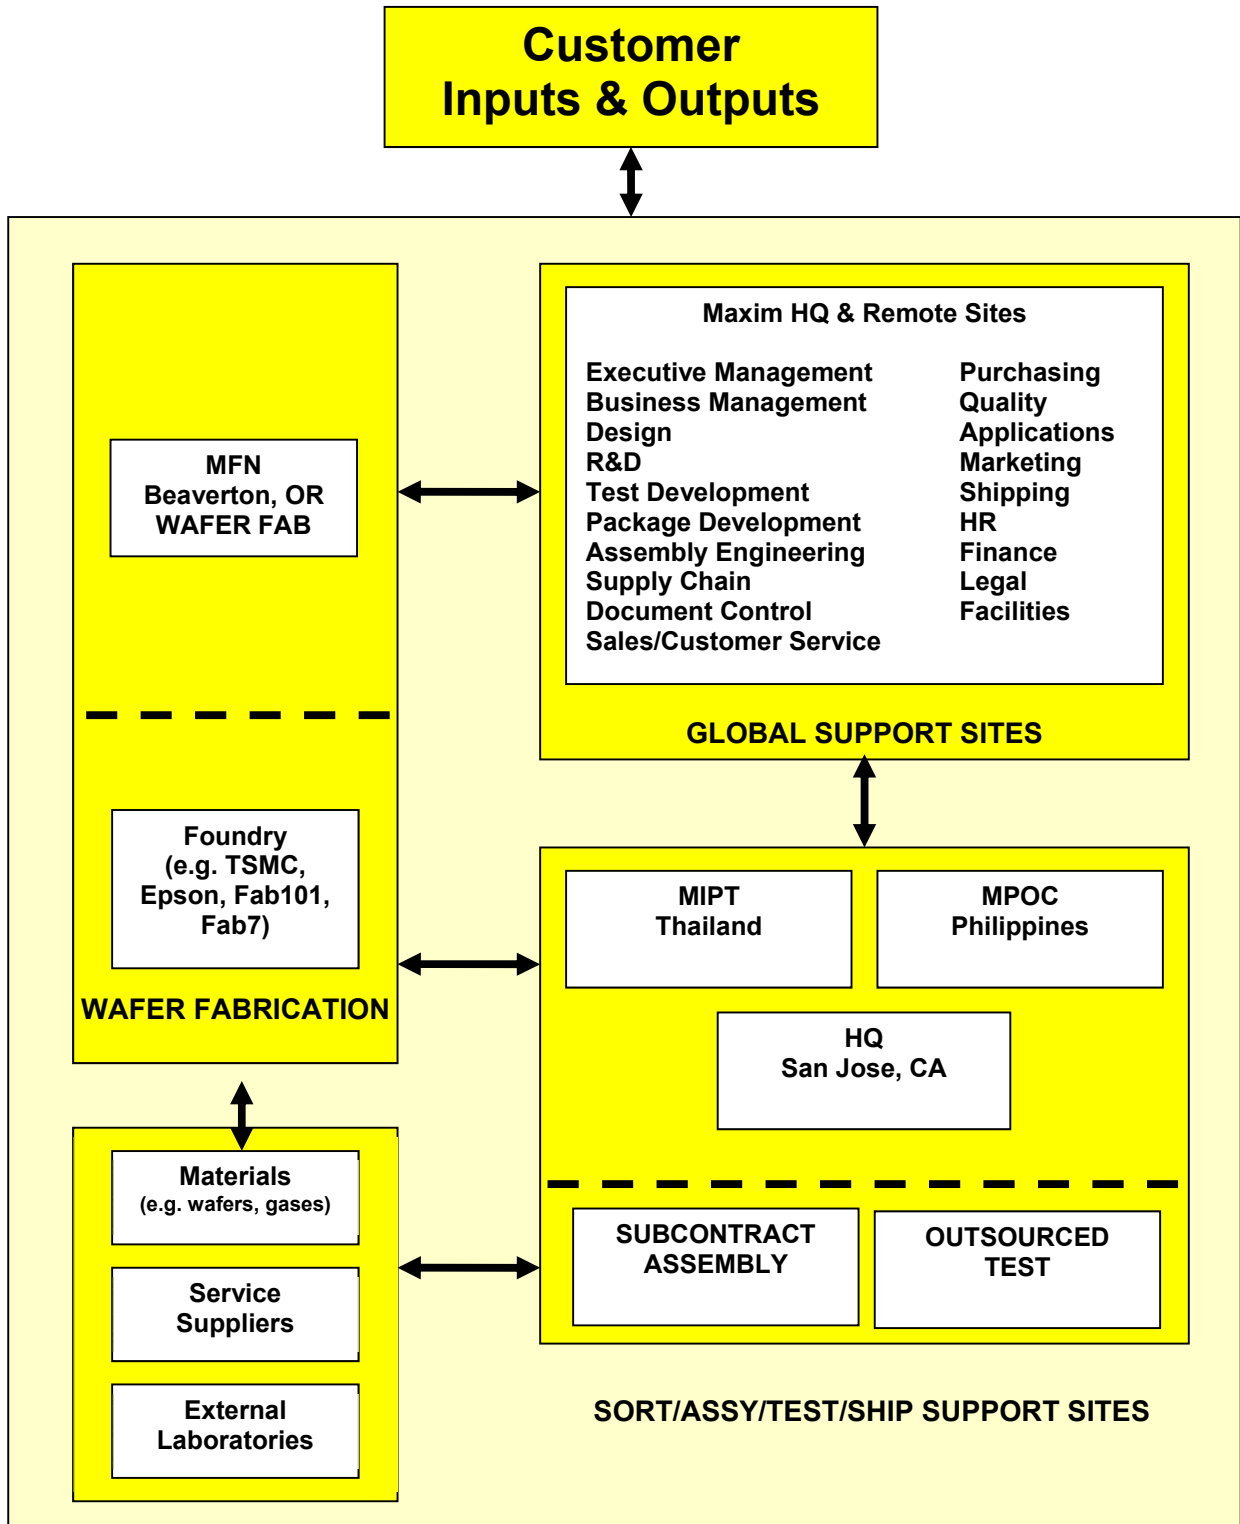 Customer
Inputs & Outputs
MFN
Beaverton, OR
WAFER FAB
Foundry
(e.g. TSMC,
Epson, Fab101,
Fab7)
WAFER FABRICATION
Maxim HQ & Remote Sites
Executive Management
Business Management
Design
R&D
Test Development
Package Development
Assembly Engineering
Supply Chain
Document Control
Sales/Customer Service
Purchasing
Quality
Applications
Marketing
Shipping
HR
Finance
Legal
Facilities
GLOBAL SUPPORT SITES
MIPT
Thailand
MPOC
Philippines
HQ
San Jose, CA
SUBCONTRACT
ASSEMBLY
OUTSOURCED
TEST
SORT/ASSY/TEST/SHIP SUPPORT SITES
Materials
(e.g. wafers, gases)
Service
Suppliers
External
Laboratories